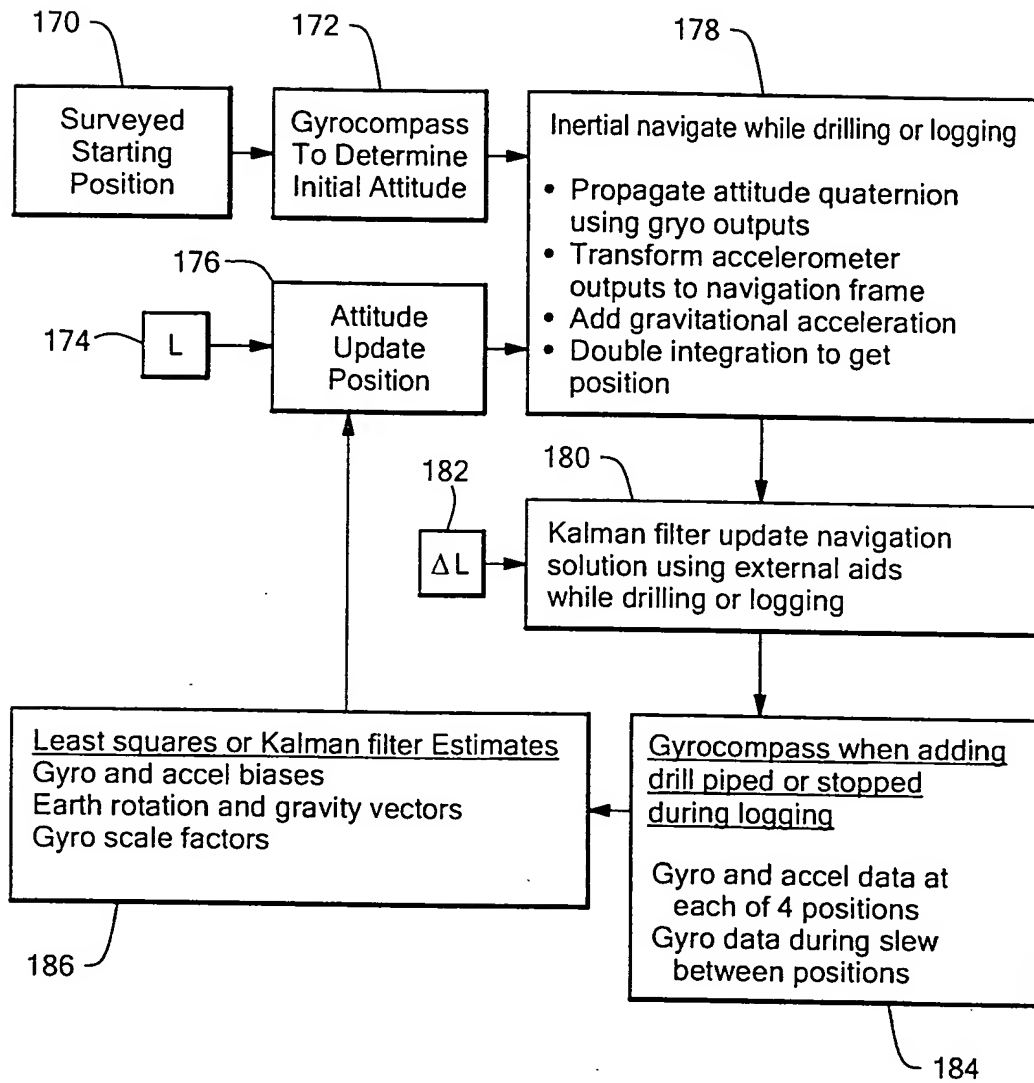 170
172
178
Surveyed
Starting
Position
Gyrocompass
To Determine
Initial Attitude
Inertial navigate while drilling or logging
• Propagate attitude quaternion
using gryo outputs
• Transform accelerometer
outputs to navigation frame
• Add gravitational acceleration
• Double integration to get
position
176
174
L
Attitude
Update
Position
182
180
Δ L
Kalman filter update navigation
solution using external aids
while drilling or logging
Least squares or Kalman filter Estimates
Gyro and accel biases
Earth rotation and gravity vectors
Gyro scale factors
186
Gyrocompass when adding
drill piped or stopped
during logging
Gyro and accel data at
each of 4 positions
Gyro data during slew
between positions
184